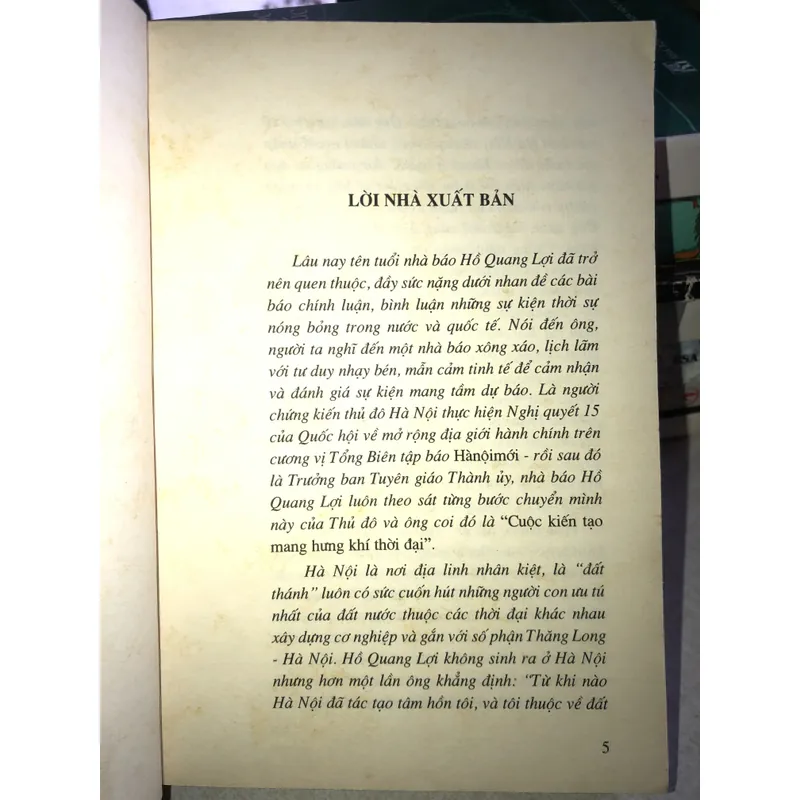 LỜI NHÀ XUẤT BẢN
Lâu nay tên tuổi nhà báo Hồ Quang Lợi đã trở
nên quen thuộc, đầy sức nặng dưới nhan đề các bài
báo chính luận, bình luận những sự kiện thời sự
nóng bỏng trong nước và quốc tế. Nói đến ông,
người ta nghĩ đến một nhà báo xông xáo, lịch lãm
với tư duy nhạy bén, mẫn cảm tinh tế để cảm nhận
và đánh giá sự kiện mang tầm dự báo. Là người
chứng kiến thủ đô Hà Nội thực hiện Nghị quyết 15
của Quốc hội về mở rộng địa giới hành chính trên
cương vị Tổng Biên tập báo Hànộimới - rồi sau đó
là Trưởng ban Tuyên giáo Thành ủy, nhà báo Hồ
Quang Lợi luôn theo sát từng bước chuyển mình
này của Thủ đô và ông coi đó là “Cuộc kiến tạo
mang hưng khí thời đại”.
Hà Nội là nơi địa linh nhân kiệt, là “đất
thánh” luôn có sức cuốn hút những người con ưu tú
nhất của đất nước thuộc các thời đại khác nhau
xây dựng cơ nghiệp và gắn với số phận Thăng Long
- Hà Nội. Hồ Quang Lợi không sinh ra ở Hà Nội
nhưng hơn một lần ông khẳng định: “Từ khi nào
Hà Nội đã tác tạo tâm hồn tôi, và tôi thuộc về đất
5